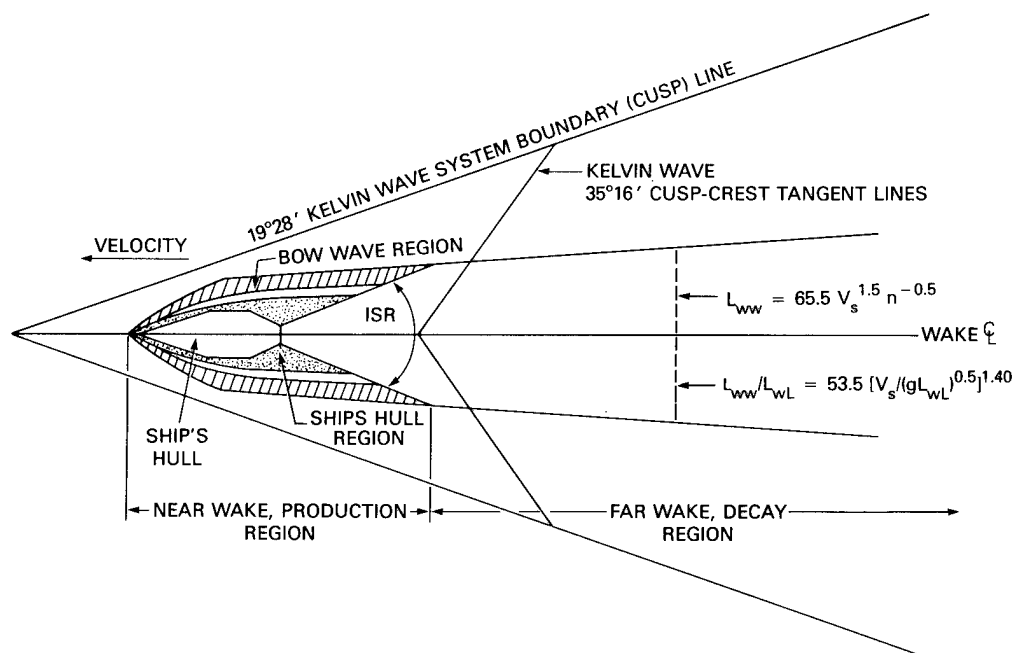 19°28′ KELVIN WAVE SYSTEM BOUNDARY (CUSP) LINE
KELVIN WAVE
35°16′ CUSP-CREST TANGENT LINES
VELOCITY
BOW WAVE REGION
ISR
L_ww = 65.5 V_s^1.5 n^-0.5
WAKE ℄
L_ww/L_wL = 53.5 [V_s/(gL_wL)^0.5]^1.40
SHIP'S
HULL
SHIPS HULL
REGION
NEAR WAKE, PRODUCTION
REGION
FAR WAKE, DECAY
REGION